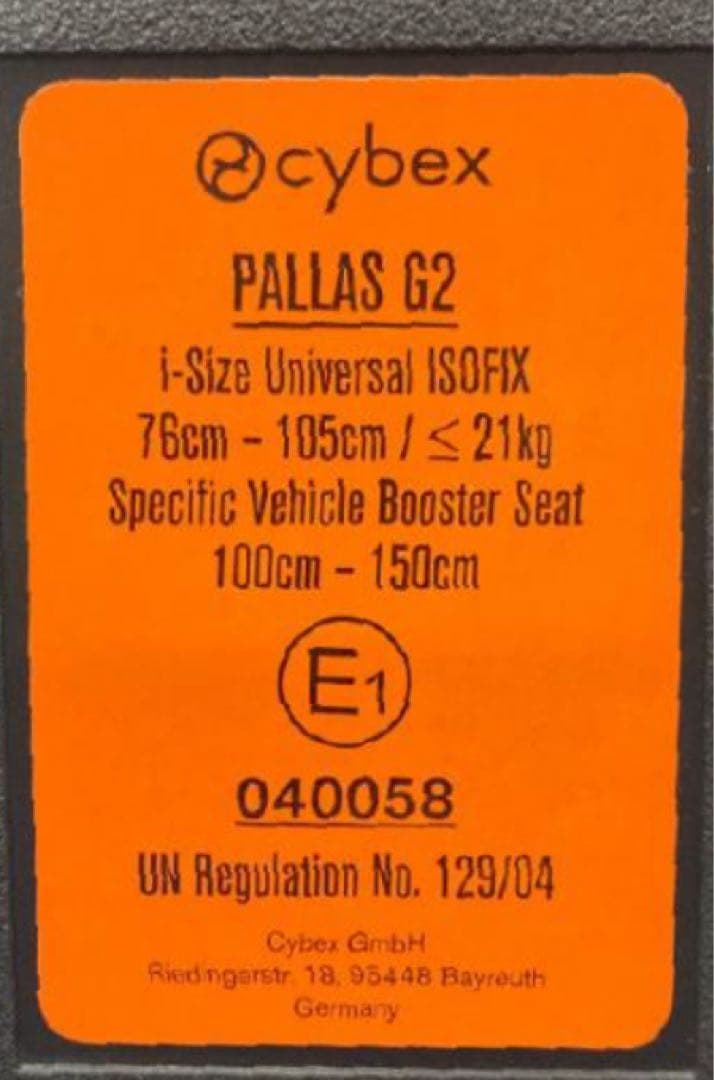 cybex
PALLAS G2
i-Size Universal ISOFIX
76cm - 105cm / ≤ 21kg
Specific Vehicle Booster Seat
100cm - 150cm
E1
040058
UN Regulation No. 129/04
Cybex GmbH
Riedingerstr. 18, 95448 Bayreuth
Germany